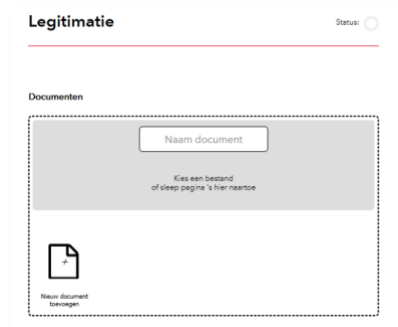 Legitimatie
Status:
Documenten
Naam document
Kies een bestand
of sleep pagina 's hier naartoe
Nieuw document
toevoegen